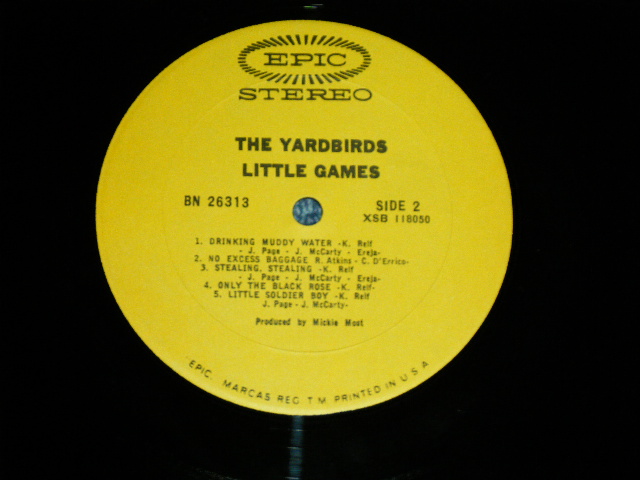 EPIC
STEREO
THE YARDBIRDS
LITTLE GAMES
BN 26313
SIDE 2
XSB 118050
1. DRINKING MUDDY WATER -K. Relf
- J. Page - J. McCarty - Ereja-
2. NO EXCESS BAGGAGE R. Atkins - C. D'Errico-
3. STEALING, STEALING -K. Relf
- J. Page - J. McCarty - Ereja-
4. ONLY THE BLACK ROSE -K. Relf-
5. LITTLE SOLDIER BOY -K. Relf
J. Page - J. McCarty-
Produced by Mickie Most
"EPIC", MARCAS REG. T.M. PRINTED IN U.S.A.